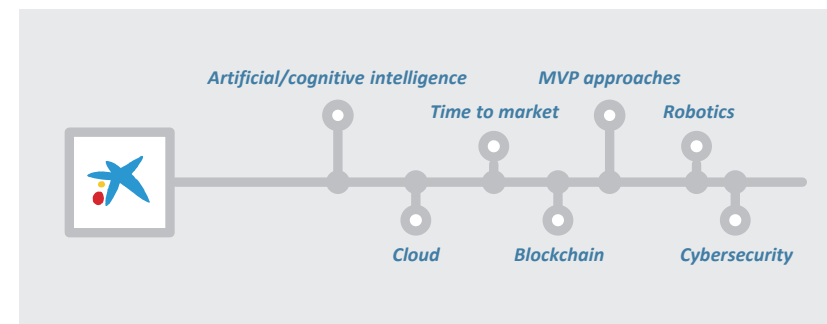 Artificial/cognitive intelligence
MVP approaches
Time to market
Robotics
Cloud
Blockchain
Cybersecurity